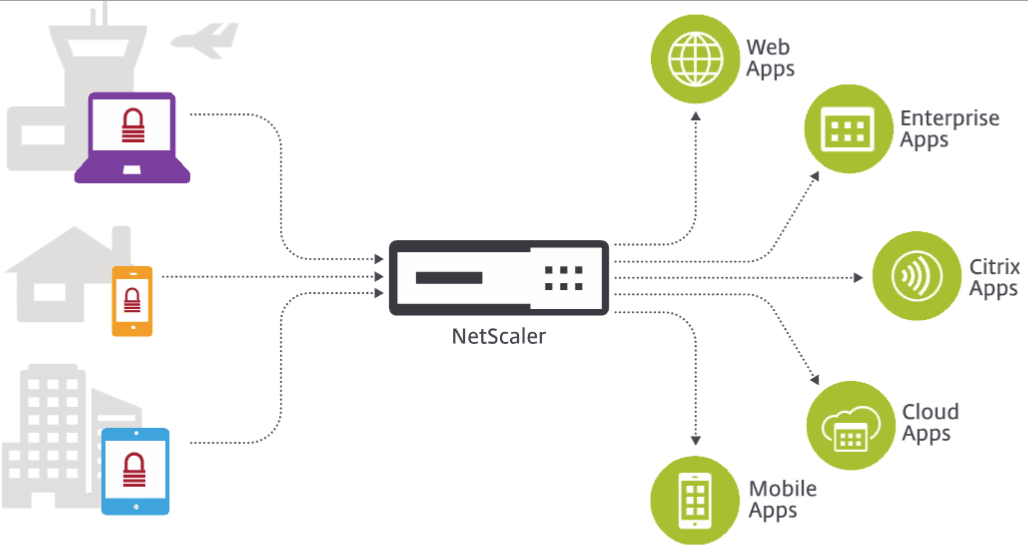 Web
Apps
Enterprise
Apps
Citrix
Apps
NetScaler
Cloud
Apps
Mobile
Apps